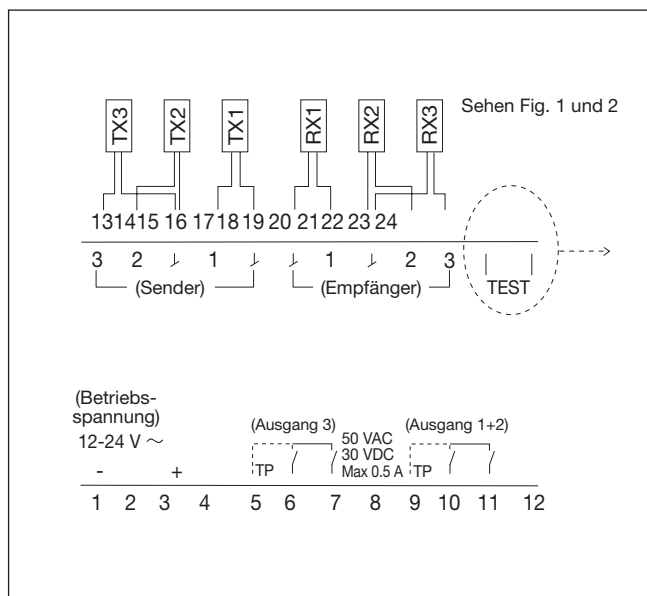 TX3 TX2 TX1 RX1 RX2 RX3
Sehen Fig. 1 und 2
13 14 15 16 17 18 19 20 21 22 23 24
3 2 1 1 2 3
(Sender) (Empfänger) TEST
(Betriebs-
spannung)
12-24 V ~
- +
(Ausgang 3)
50 VAC
30 VDC
Max 0.5 A
TP
(Ausgang 1+2)
TP
1 2 3 4 5 6 7 8 9 10 11 12